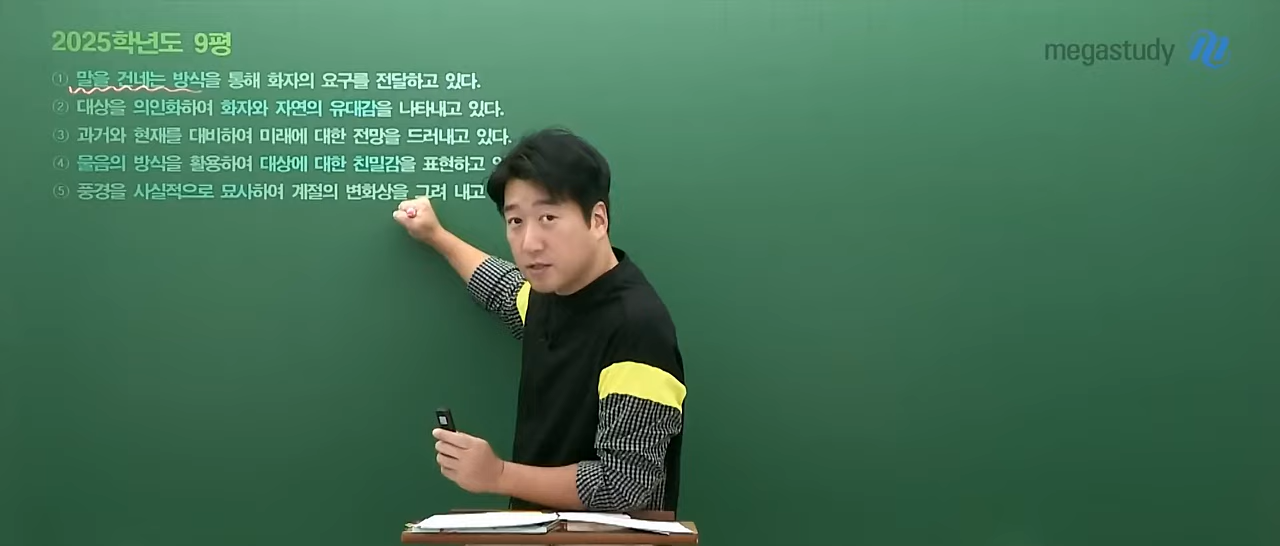 2025학년도 9평
megastudy
① 말을 건네는 방식을 통해 화자의 요구를 전달하고 있다.
② 대상을 의인화하여 화자와 자연의 유대감을 나타내고 있다.
③ 과거와 현재를 대비하여 미래에 대한 전망을 드러내고 있다.
④ 물음의 방식을 활용하여 대상에 대한 친밀감을 표현하고
⑤ 풍경을 사실적으로 묘사하여 계절의 변화상을 그려 내고